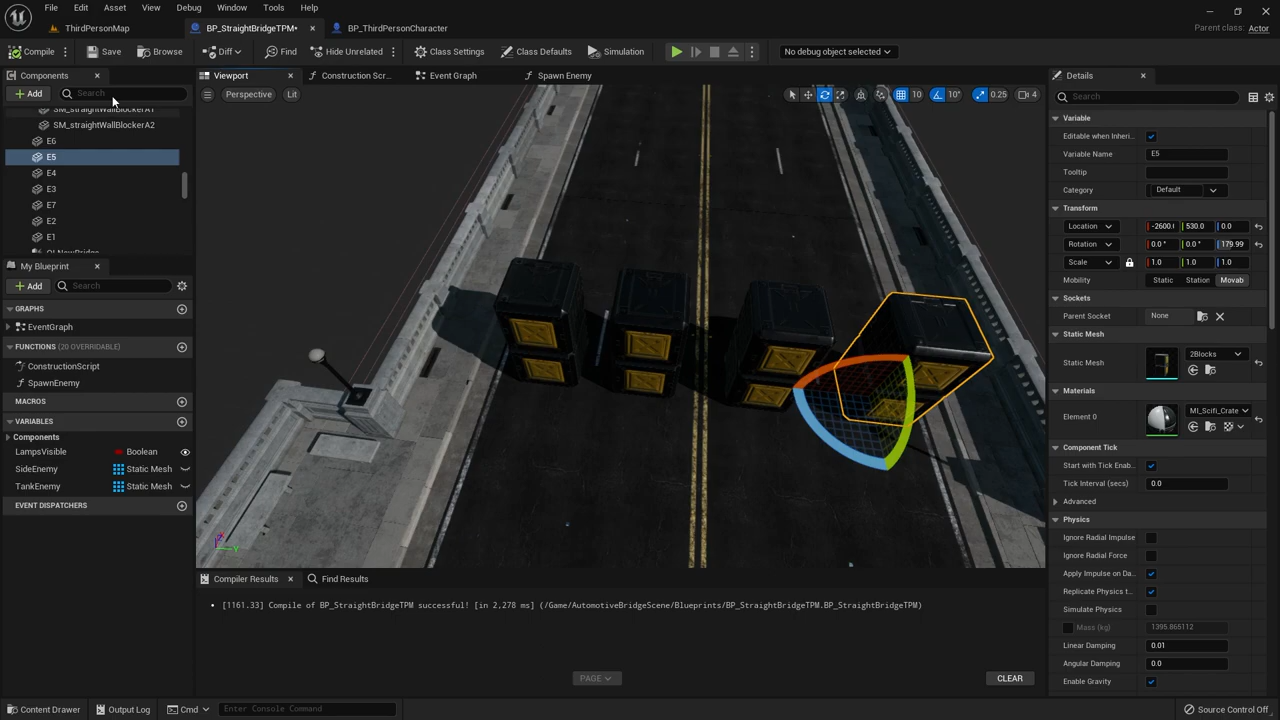 File Edit Asset View Debug Window Tools Help
ThirdPersonMap BP_StraightBridgeTPM• BP_ThirdPersonCharacter
Parent class: Actor
Compile Save Browse Diff Find Hide Unrelated Class Settings Class Defaults Simulation No debug object selected
Components
Add Search
SM_straightWallBlockerA1
SM_straightWallBlockerA2
E6
E5
E4
E3
E7
E2
E1
My Blueprint
Add Search
GRAPHS
EventGraph
FUNCTIONS (20 OVERRIDABLE)
ConstructionScript
SpawnEnemy
MACROS
VARIABLES
Components
LampsVisible Boolean
SideEnemy Static Mesh
TankEnemy Static Mesh
EVENT DISPATCHERS
Viewport Construction Scr... Event Graph Spawn Enemy
Perspective Lit 10 10° 0.25 4
Z Y
Compiler Results Find Results
[1161.33] Compile of BP_StraightBridgeTPM successful! [in 2,278 ms] (/Game/AutomotiveBridgeScene/Blueprints/BP_StraightBridgeTPM.BP_StraightBridgeTPM)
PAGE CLEAR
Details
Search
Variable
Editable when Inheri...
Variable Name E5
Tooltip
Category Default
Transform
Location -2600.( 530.0 0.0
Rotation 0.0 ° 0.0 ° 179.99
Scale 1.0 1.0 1.0
Mobility Static Station Movab
Sockets
Parent Socket None
Static Mesh
Static Mesh 2Blocks
Materials
Element 0 MI_Scifi_Crate
Component Tick
Start with Tick Enab...
Tick Interval (secs) 0.0
Advanced
Physics
Ignore Radial Impulse
Ignore Radial Force
Apply Impulse on Da...
Replicate Physics t...
Simulate Physics
Mass (kg) 1395.865112
Linear Damping 0.01
Angular Damping 0.0
Enable Gravity
Content Drawer Output Log Cmd Enter Console Command Source Control Off